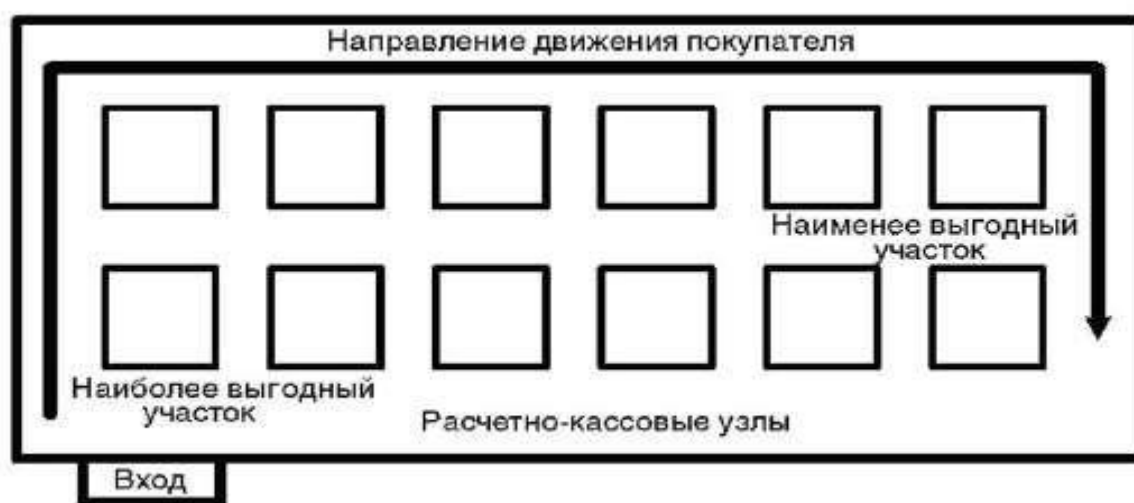 Направление движения покупателя
Наименее выгодный
участок
Наиболее выгодный
участок
Расчетно-кассовые узлы
Вход